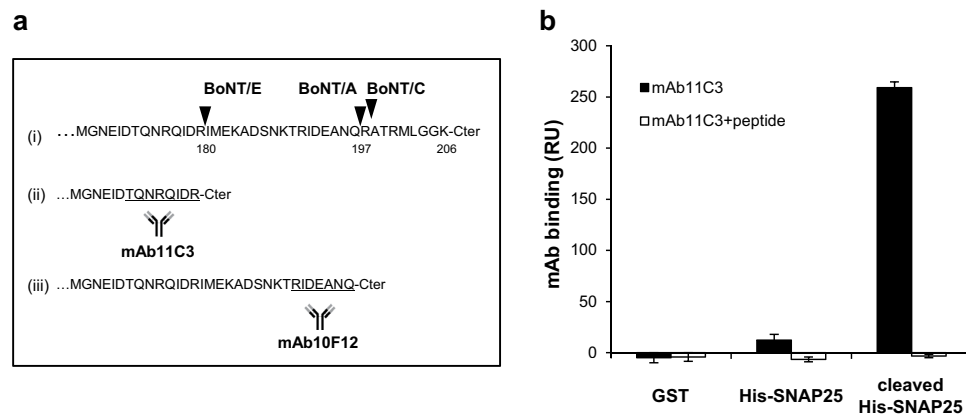 a
BoNT/E BoNT/A BoNT/C
(i) ...MGNEIDTQNRQIDRIMEKADSNKTRIDEANQRATRMLGGK-Cter
180 197 206
(ii) ...MGNEIDTQNRQIDR-Cter
mAb11C3
(iii) ...MGNEIDTQNRQIDRIMEKADSNKTRIDEANQ-Cter
mAb10F12
b
mAb binding (RU)
300
250
200
150
100
50
0
mAb11C3
mAb11C3+peptide
GST His-SNAP25 cleaved
His-SNAP25